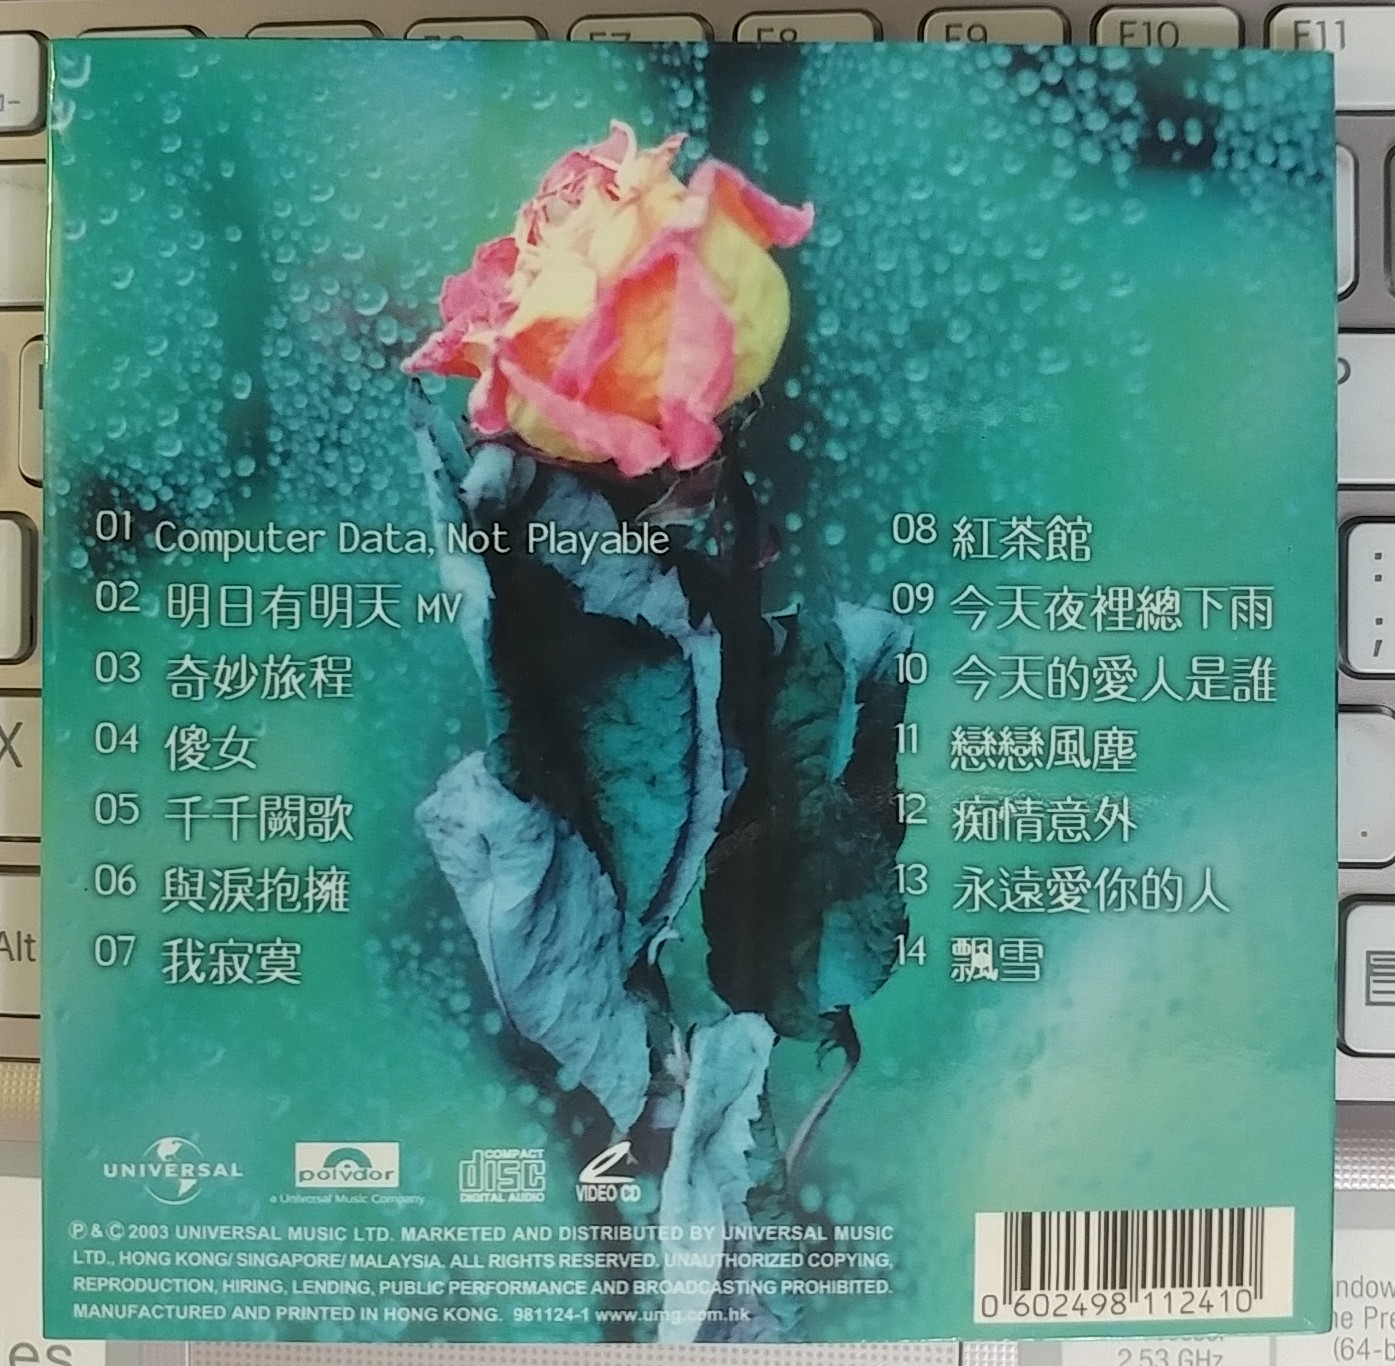 F7
F8
F9
F10
F11
01 Computer Data, Not Playable
02 明日有明天 MV
03 奇妙旅程
04 傻女
05 千千闕歌
06 與淚抱擁
07 我寂寞
08 紅茶館
09 今天夜裡總下雨
10 今天的愛人是誰
11 戀戀風塵
12 痴情意外
13 永遠愛你的人
14 飄雪
X
Alt
UNIVERSAL
polydor
a Universal Music Company
COMPACT
disc
DIGITAL AUDIO
VIDEO CD
Ⓟ & © 2003 UNIVERSAL MUSIC LTD. MARKETED AND DISTRIBUTED BY UNIVERSAL MUSIC
LTD., HONG KONG/ SINGAPORE/ MALAYSIA. ALL RIGHTS RESERVED. UNAUTHORIZED COPYING,
REPRODUCTION, HIRING, LENDING, PUBLIC PERFORMANCE AND BROADCASTING PROHIBITED.
MANUFACTURED AND PRINTED IN HONG KONG. 981124-1 www.umg.com.hk
0 602498 112410
2.53 GHz
(64-b